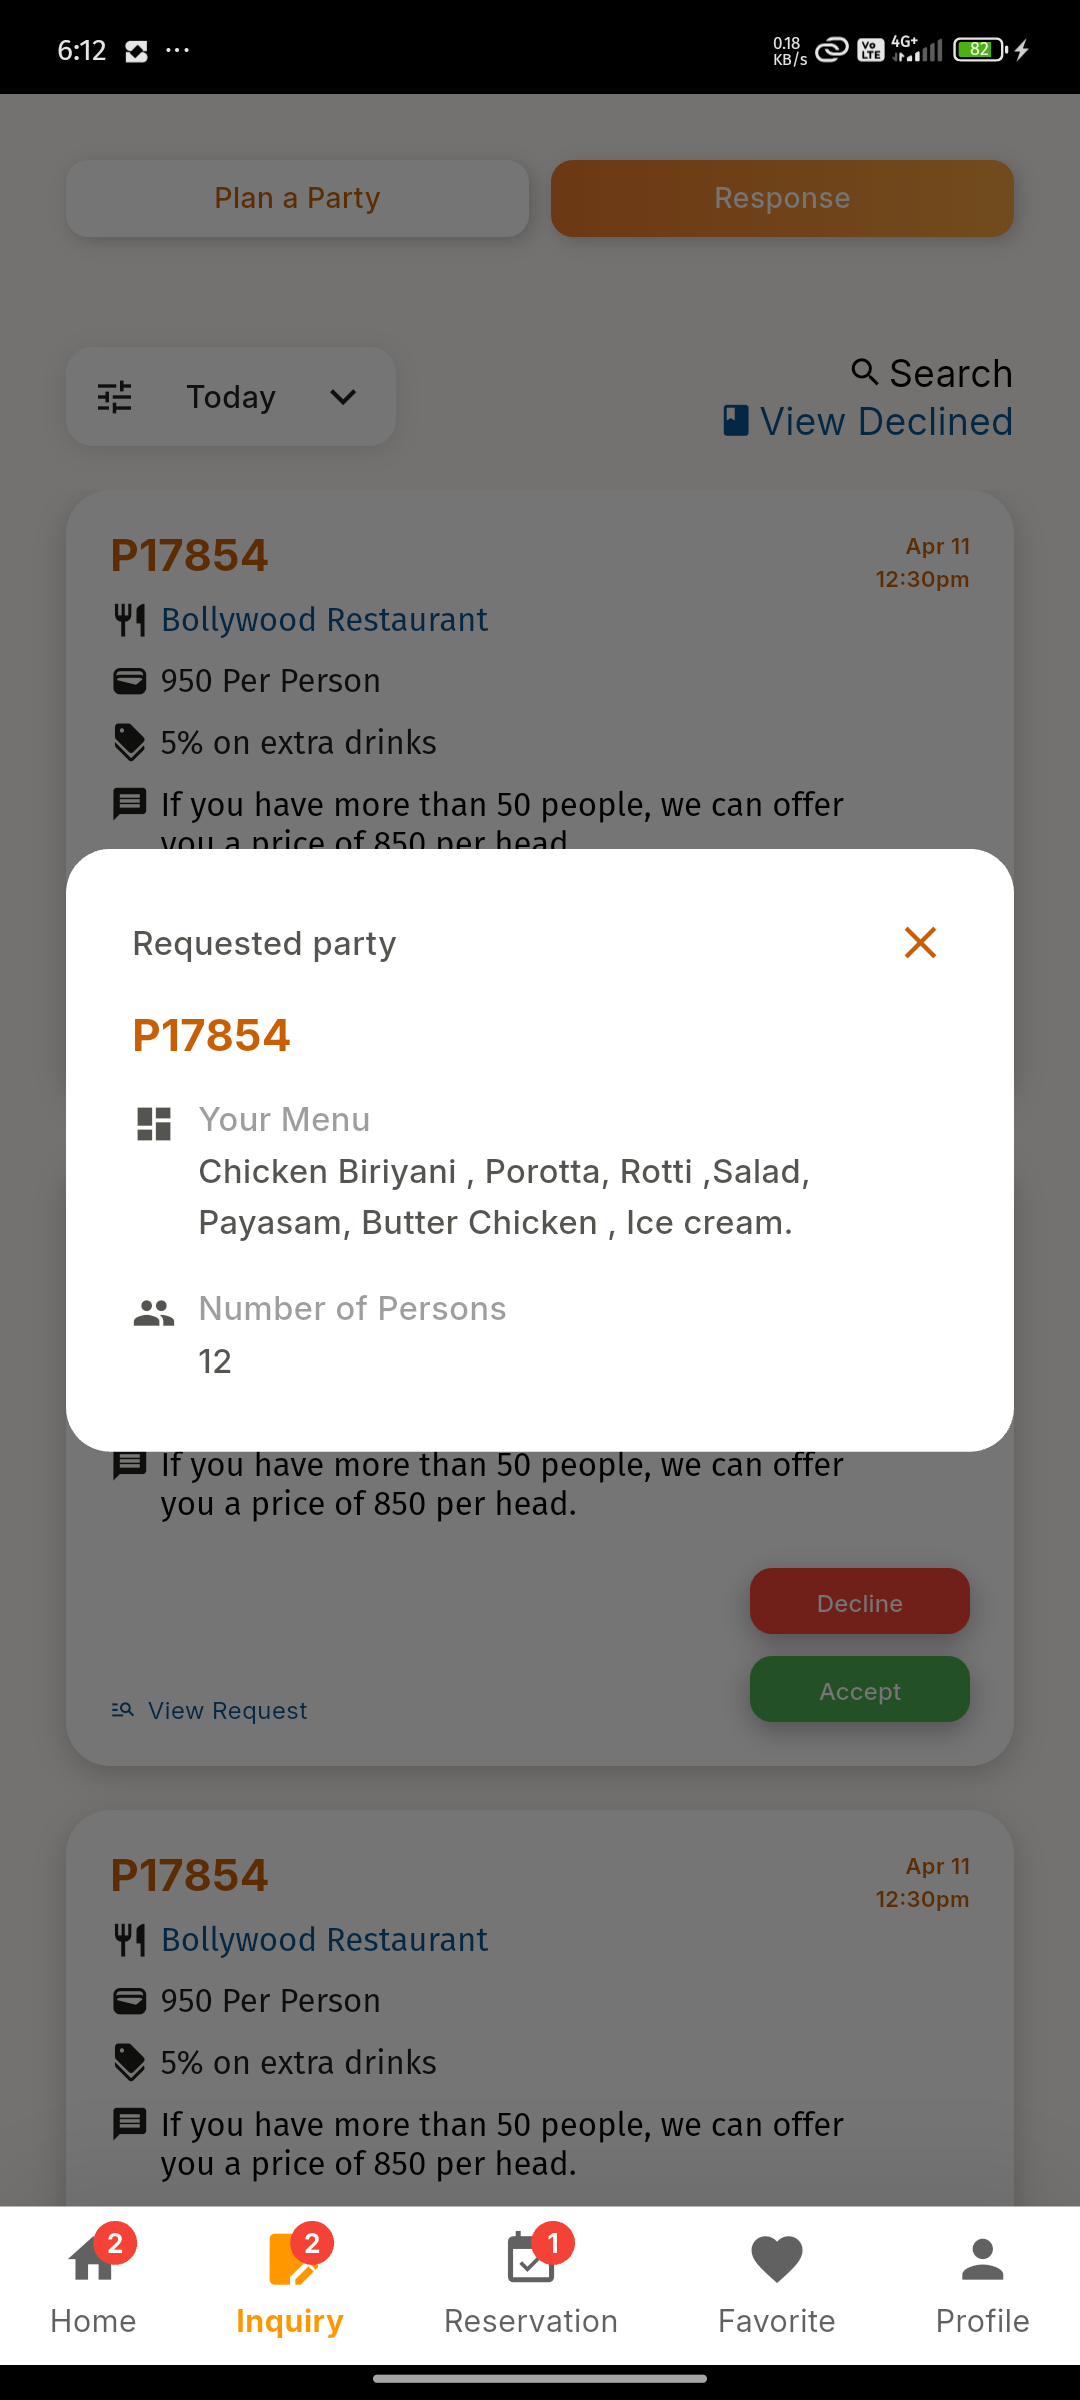 6:12
0.18
KB/s
Vo
LTE
4G+
82
Plan a Party
Response
Today
Search
View Declined
P17854
Apr 11
12:30pm
Bollywood Restaurant
950 Per Person
5% on extra drinks
If you have more than 50 people, we can offer
you a price of 850 per head.
Requested party
P17854
Your Menu
Chicken Biriyani , Porotta, Rotti ,Salad,
Payasam, Butter Chicken , Ice cream.
Number of Persons
12
If you have more than 50 people, we can offer
you a price of 850 per head.
Decline
Accept
View Request
P17854
Apr 11
12:30pm
Bollywood Restaurant
950 Per Person
5% on extra drinks
If you have more than 50 people, we can offer
you a price of 850 per head.
2
2
1
Home
Inquiry
Reservation
Favorite
Profile